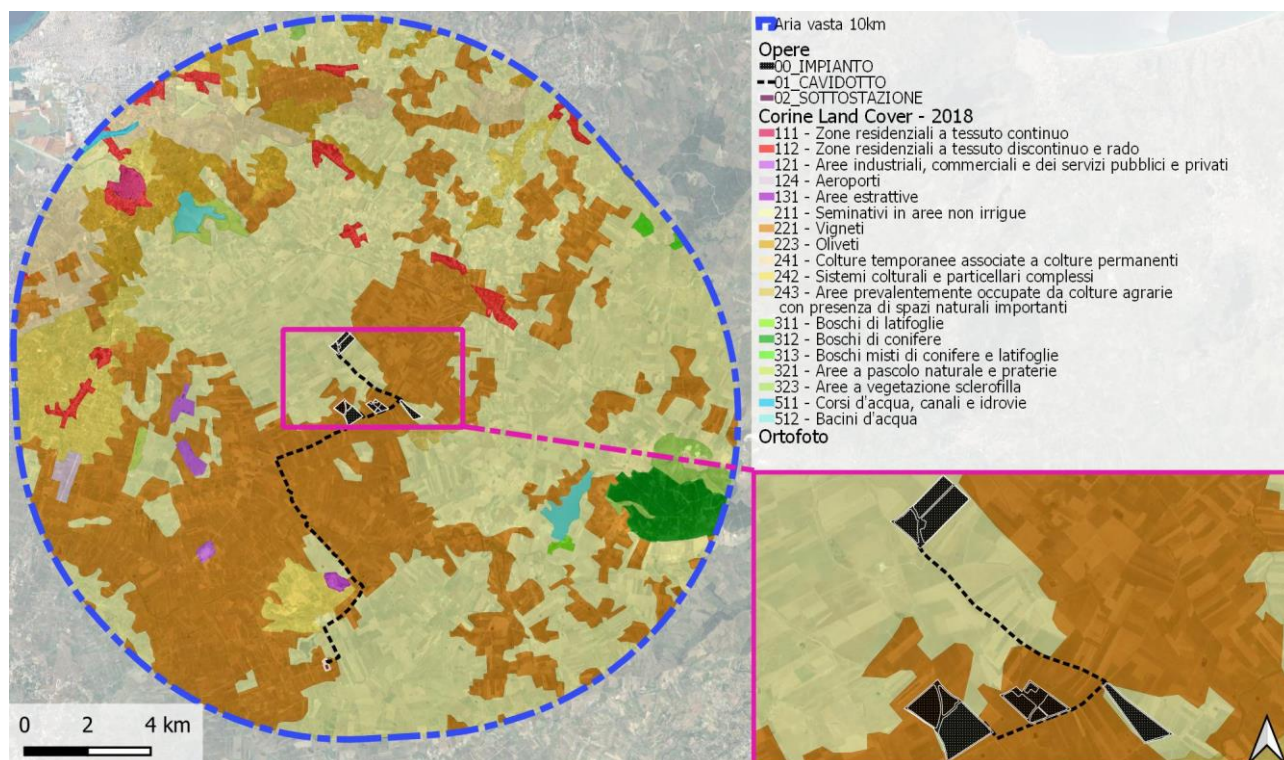 Aria vasta 10km
Opere
00_IMPIANTO
01_CAVIDOTTO
02_SOTTOSTAZIONE
Corine Land Cover - 2018
111 - Zone residenziali a tessuto continuo
112 - Zone residenziali a tessuto discontinuo e rado
121 - Aree industriali, commerciali e dei servizi pubblici e privati
124 - Aeroporti
131 - Aree estrattive
211 - Seminativi in aree non irrigue
221 - Vigneti
223 - Oliveti
241 - Colture temporanee associate a colture permanenti
242 - Sistemi colturali e particellari complessi
243 - Aree prevalentemente occupate da colture agrarie
con presenza di spazi naturali importanti
311 - Boschi di latifoglie
312 - Boschi di conifere
313 - Boschi misti di conifere e latifoglie
321 - Aree a pascolo naturale e praterie
323 - Aree a vegetazione sclerofilla
511 - Corsi d'acqua, canali e idrovie
512 - Bacini d'acqua
Ortofoto
0 2 4 km